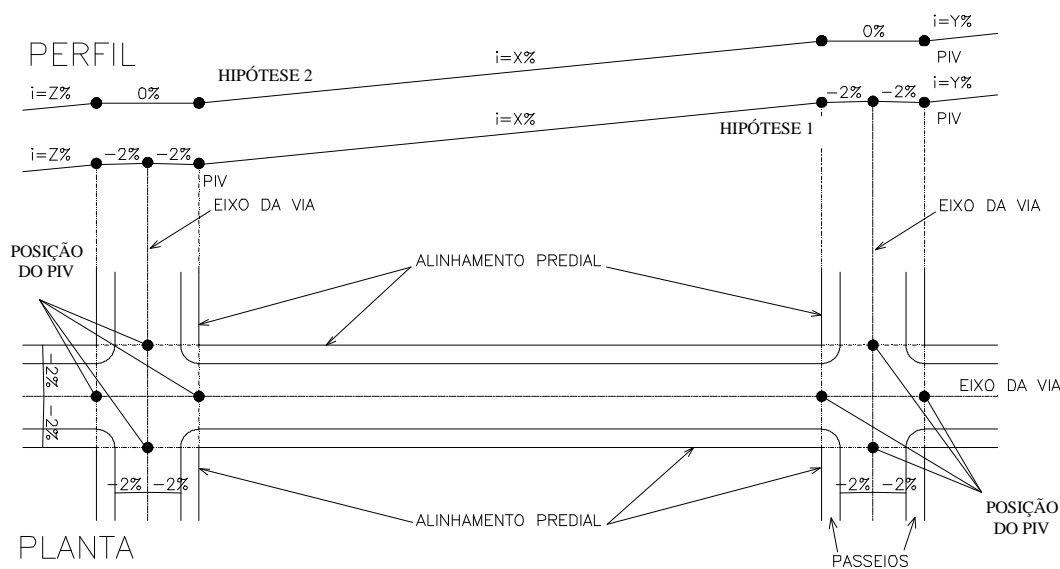 PERFIL
i=Y%
0%
PIV
i=X%
HIPÓTESE 2
i=Z%
0%
i=Y%
-2%
-2%
PIV
i=X%
HIPÓTESE 1
i=Z%
-2%
-2%
PIV
EIXO DA VIA
EIXO DA VIA
POSIÇÃO
DO PIV
ALINHAMENTO PREDIAL
-2%
-2%
EIXO DA VIA
-2%
-2%
-2%
-2%
ALINHAMENTO PREDIAL
POSIÇÃO
DO PIV
PLANTA
PASSEIOS